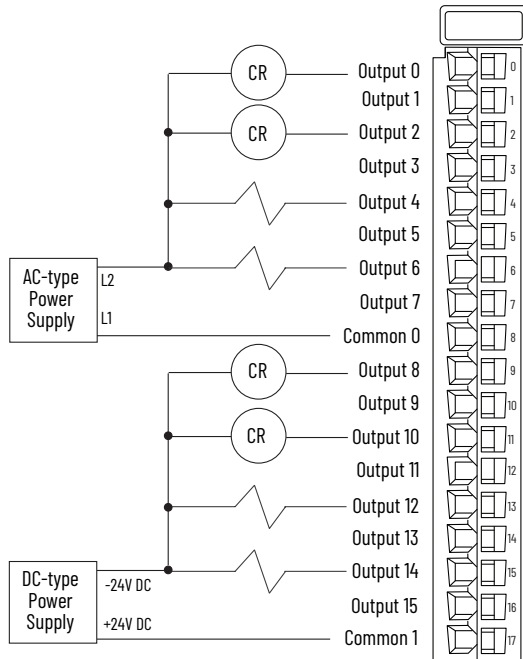 CR
Output 0
0
Output 1
1
CR
Output 2
2
Output 3
3
Output 4
4
Output 5
5
Output 6
6
AC-type
Power
Supply
L2
L1
Output 7
7
Common 0
8
CR
Output 8
9
Output 9
10
CR
Output 10
11
Output 11
12
Output 12
13
Output 13
14
Output 14
15
DC-type
Power
Supply
-24V DC
+24V DC
Output 15
16
Common 1
17